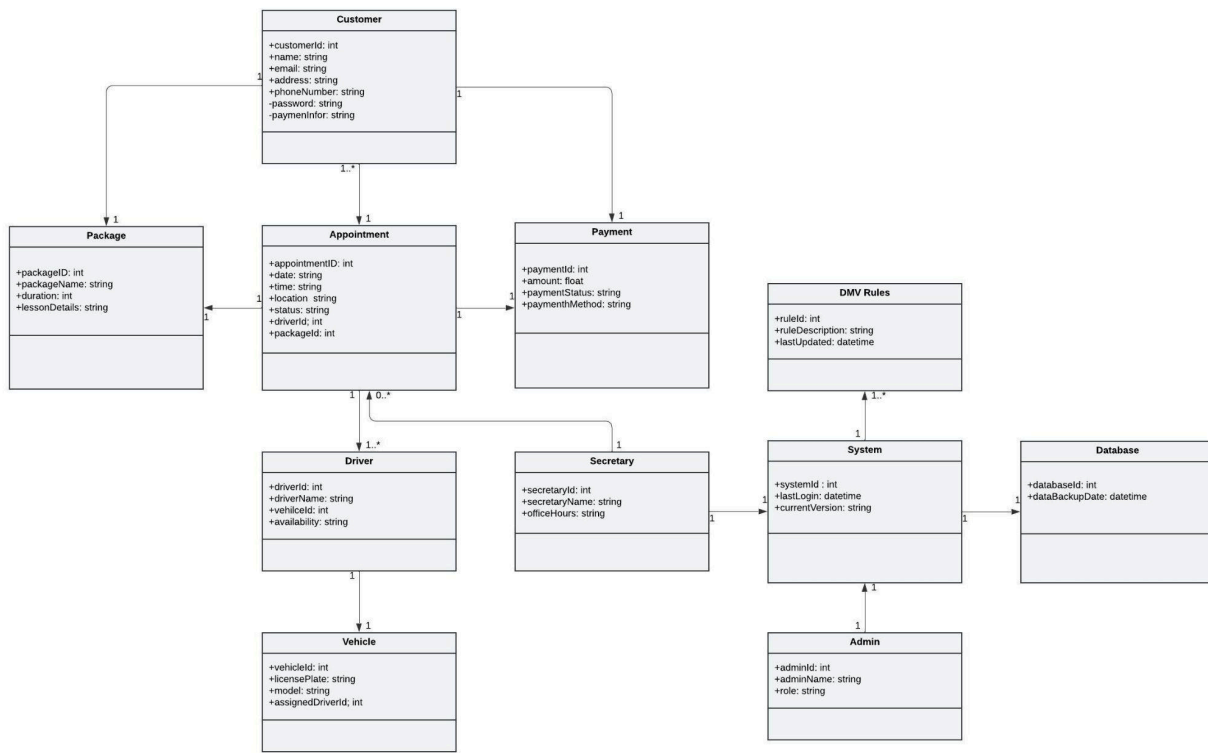 Customer
+customerId: int
+name: string
+email: string
+address: string
+phoneNumber: string
-password: string
-paymenInfor: string
1
1
1..*
1
1
1
Package
+packageID: int
+packageName: string
+duration: int
+lessonDetails: string
Appointment
+appointmentID: int
+date: string
+time: string
+location string
+status: string
+driverId; int
+packageId: int
Payment
+paymentId: int
+amount: float
+paymentStatus: string
+paymenthMethod: string
1
1
1
1
DMV Rules
+ruleId: int
+ruleDescription: string
+lastUpdated: datetime
1
0..*
1..*
1..*
1
1
Driver
+driverId: int
+driverName: string
+vehilceId: int
+availability: string
Secretary
+secretaryId: int
+secretaryName: string
+officeHours: string
1
1
System
+systemId : int
+lastLogin: datetime
+currentVersion: string
1
1
Database
+databaseId: int
+dataBackupDate: datetime
1
1
1
1
Vehicle
+vehicleId: int
+licensePlate: string
+model: string
+assignedDriverId; int
Admin
+adminId: int
+adminName: string
+role: string